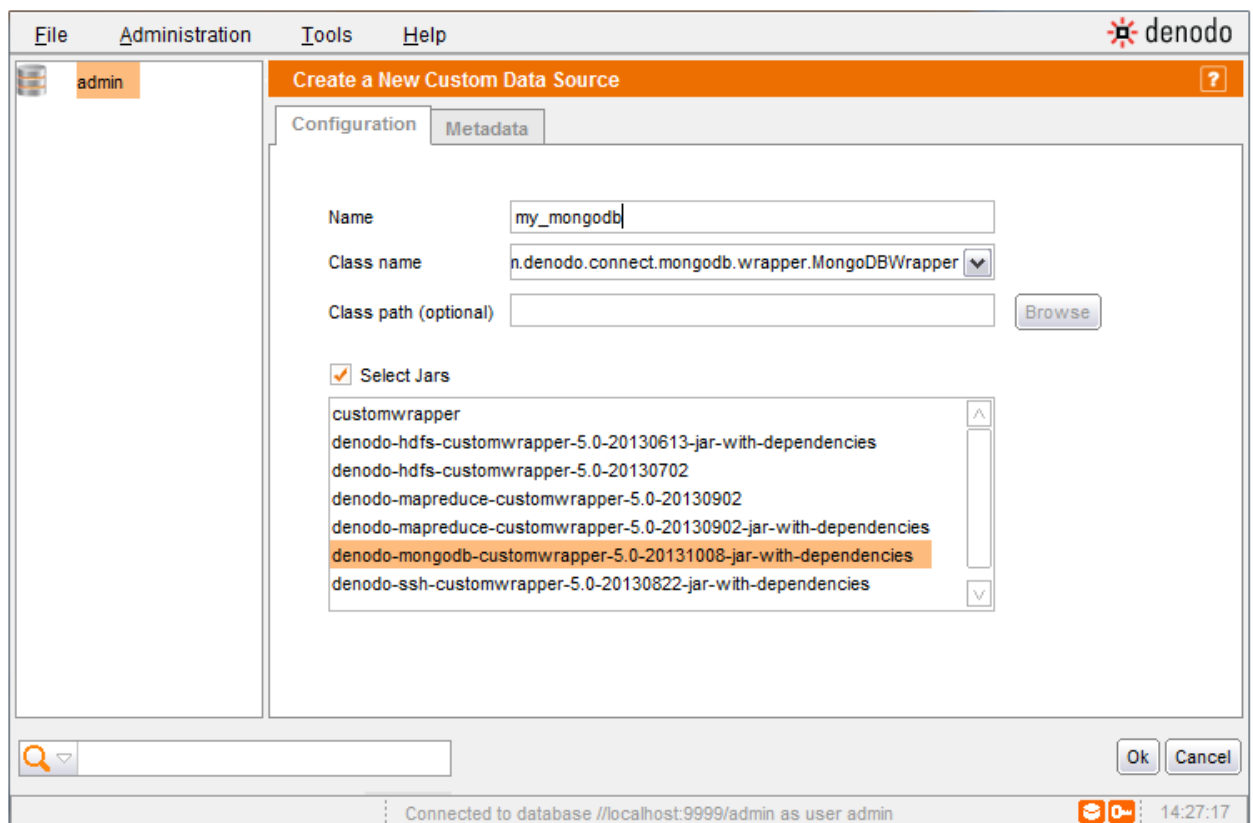 File Administration Tools Help denodo
admin
Create a New Custom Data Source ?
Configuration Metadata
Name my_mongodb
Class name n.denodo.connect.mongodb.wrapper.MongoDBWrapper
Class path (optional) Browse
Select Jars
customwrapper
denodo-hdfs-customwrapper-5.0-20130613-jar-with-dependencies
denodo-hdfs-customwrapper-5.0-20130702
denodo-mapreduce-customwrapper-5.0-20130902
denodo-mapreduce-customwrapper-5.0-20130902-jar-with-dependencies
denodo-mongodb-customwrapper-5.0-20131008-jar-with-dependencies
denodo-ssh-customwrapper-5.0-20130822-jar-with-dependencies
Ok Cancel
Connected to database //localhost:9999/admin as user admin 14:27:17